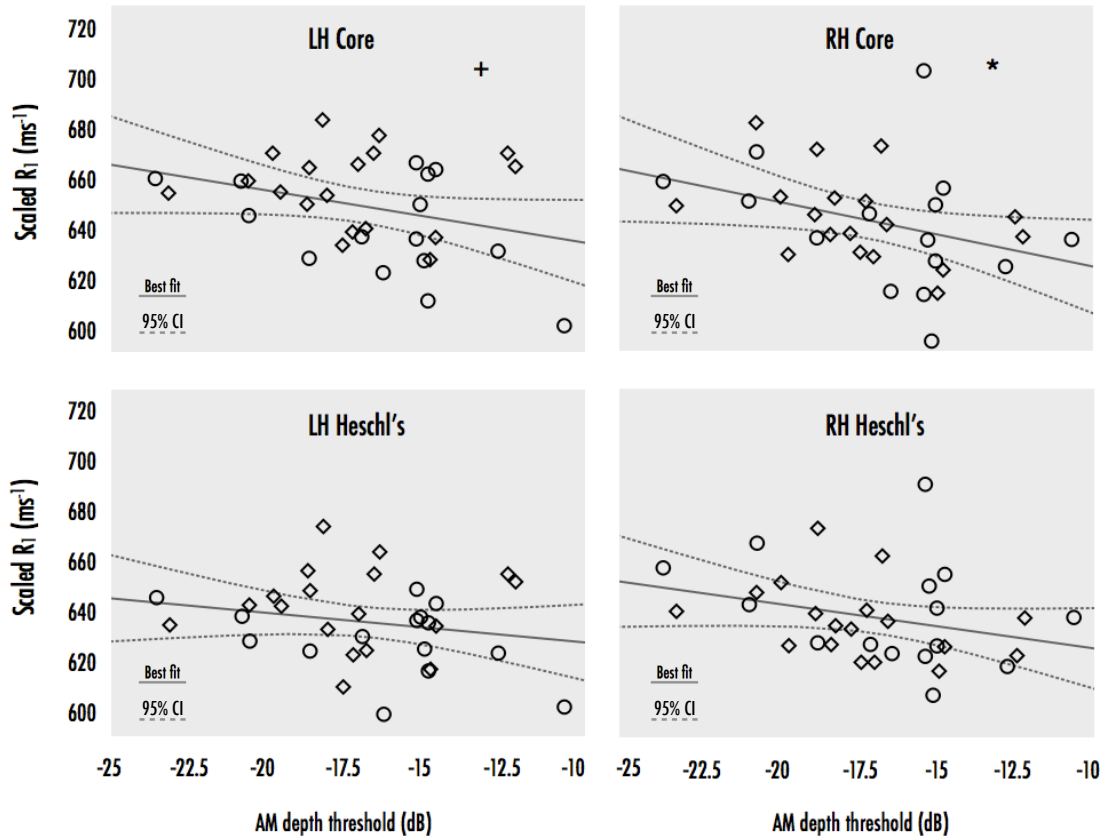 LH Core
RH Core
+
*
720
700
680
660
640
620
600
Scaled R1 (ms-1)
Best fit
95% CI
Best fit
95% CI
LH Heschl's
RH Heschl's
720
700
680
660
640
620
600
Scaled R1 (ms-1)
Best fit
95% CI
Best fit
95% CI
-25 -22.5 -20 -17.5 -15 -12.5 -10
-25 -22.5 -20 -17.5 -15 -12.5 -10
AM depth threshold (dB)
AM depth threshold (dB)